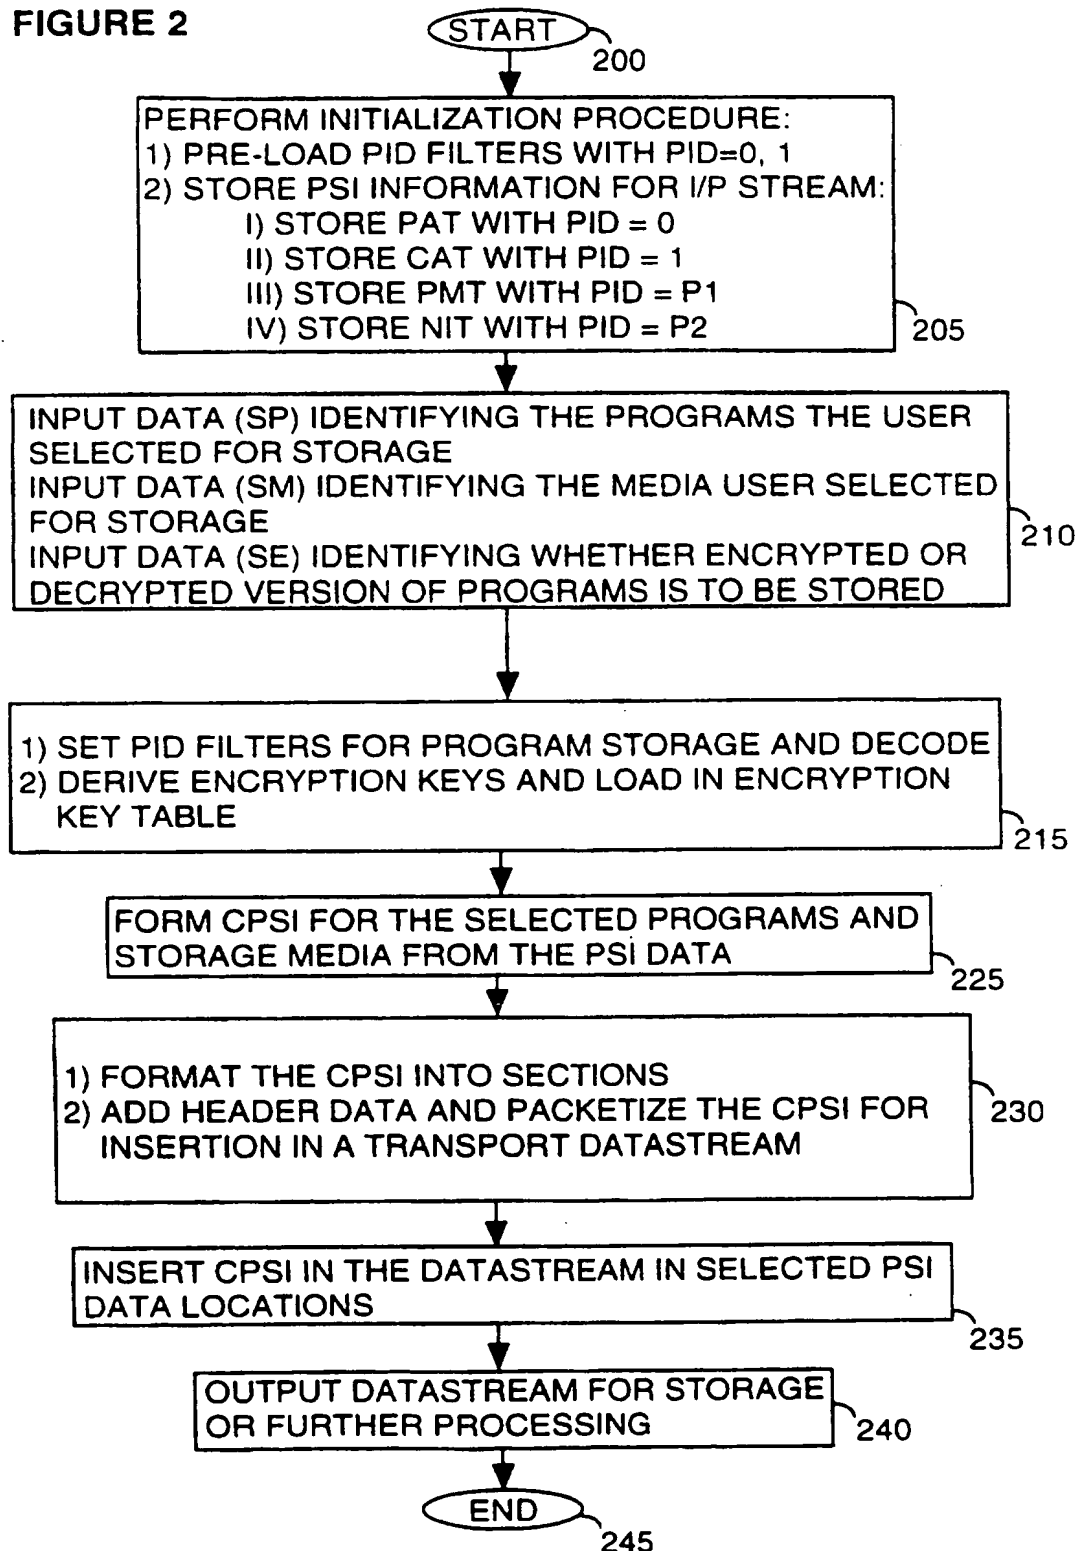 FIGURE 2
START
200
PERFORM INITIALIZATION PROCEDURE:
1) PRE-LOAD PID FILTERS WITH PID=0, 1
2) STORE PSI INFORMATION FOR I/P STREAM:
I) STORE PAT WITH PID = 0
II) STORE CAT WITH PID = 1
III) STORE PMT WITH PID = P1
IV) STORE NIT WITH PID = P2
205
INPUT DATA (SP) IDENTIFYING THE PROGRAMS THE USER
SELECTED FOR STORAGE
INPUT DATA (SM) IDENTIFYING THE MEDIA USER SELECTED
FOR STORAGE
INPUT DATA (SE) IDENTIFYING WHETHER ENCRYPTED OR
DECRYPTED VERSION OF PROGRAMS IS TO BE STORED
210
1) SET PID FILTERS FOR PROGRAM STORAGE AND DECODE
2) DERIVE ENCRYPTION KEYS AND LOAD IN ENCRYPTION
KEY TABLE
215
FORM CPSI FOR THE SELECTED PROGRAMS AND
STORAGE MEDIA FROM THE PSI DATA
225
1) FORMAT THE CPSI INTO SECTIONS
2) ADD HEADER DATA AND PACKETIZE THE CPSI FOR
INSERTION IN A TRANSPORT DATASTREAM
230
INSERT CPSI IN THE DATASTREAM IN SELECTED PSI
DATA LOCATIONS
235
OUTPUT DATASTREAM FOR STORAGE
OR FURTHER PROCESSING
240
END
245